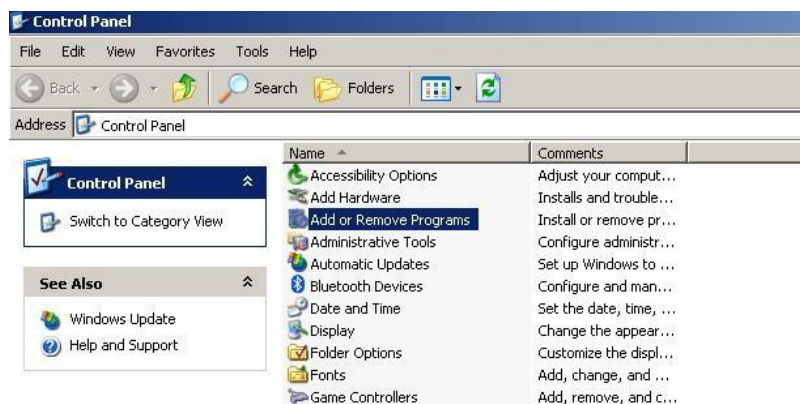 Control Panel
File Edit View Favorites Tools Help
Back Search Folders
Address Control Panel
Control Panel
Switch to Category View
See Also
Windows Update
Help and Support
Name Comments
Accessibility Options Adjust your comput...
Add Hardware Installs and trouble...
Add or Remove Programs Install or remove pr...
Administrative Tools Configure administr...
Automatic Updates Set up Windows to ...
Bluetooth Devices Configure and man...
Date and Time Set the date, time, ...
Display Change the appear...
Folder Options Customize the displ...
Fonts Add, change, and ...
Game Controllers Add, remove, and c...